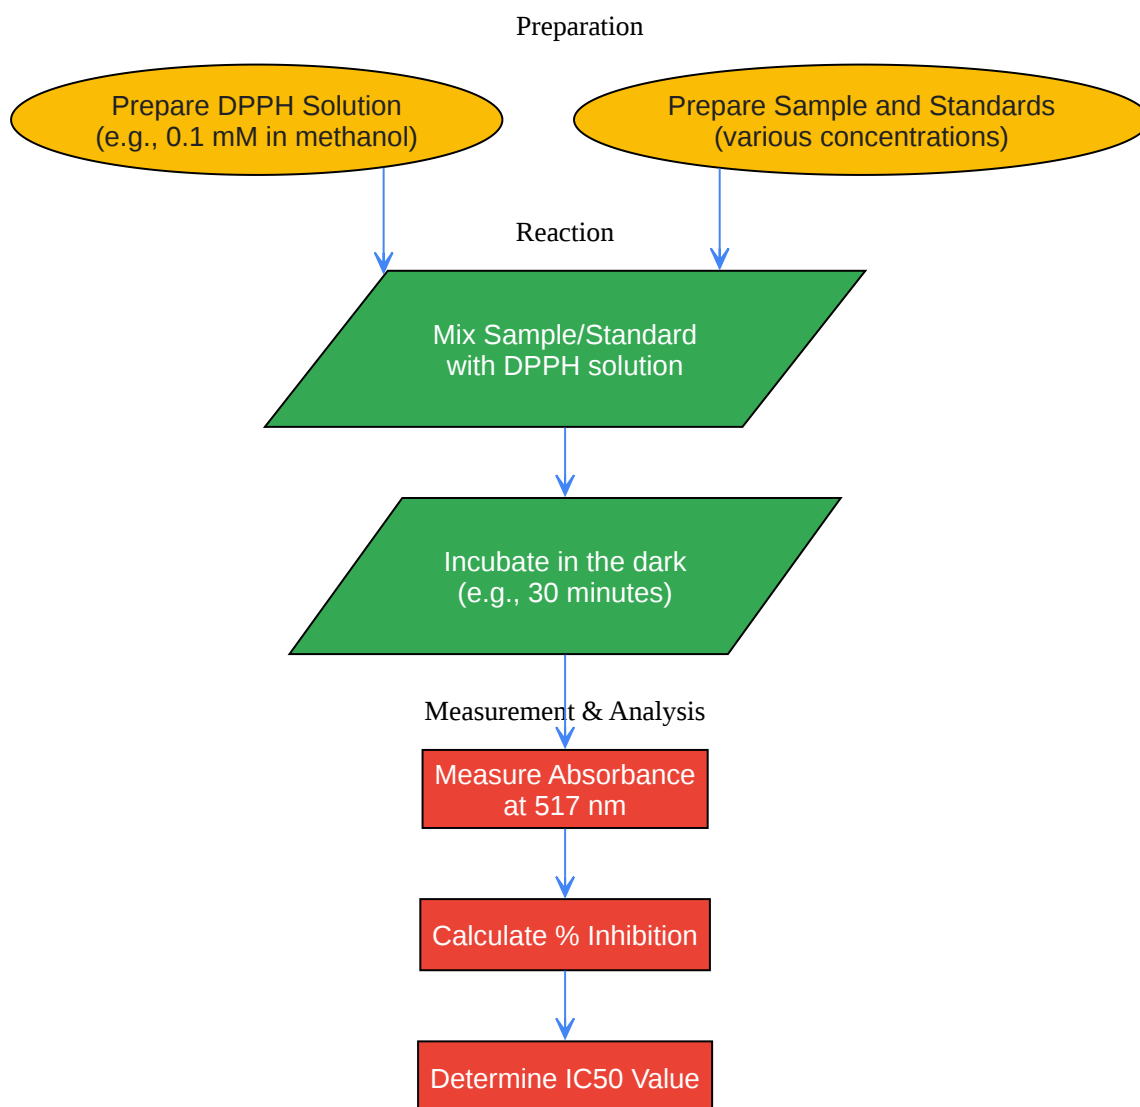 Preparation
Prepare DPPH Solution
(e.g., 0.1 mM in methanol)
Prepare Sample and Standards
(various concentrations)
Reaction
Mix Sample/Standard
with DPPH solution
Incubate in the dark
(e.g., 30 minutes)
Measurement & Analysis
Measure Absorbance
at 517 nm
Calculate % Inhibition
Determine IC50 Value